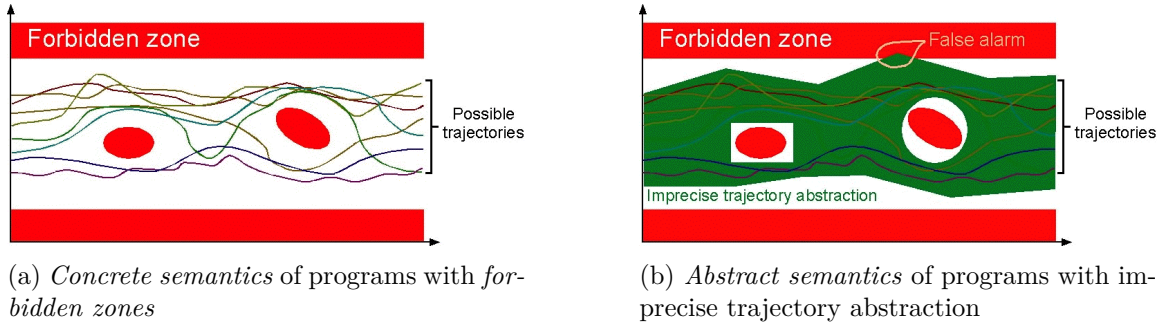 Forbidden zone
Possible
trajectories
(a) Concrete semantics of programs with for-
bidden zones
Forbidden zone
False alarm
Possible
trajectories
Imprecise trajectory abstraction
(b) Abstract semantics of programs with im-
precise trajectory abstraction